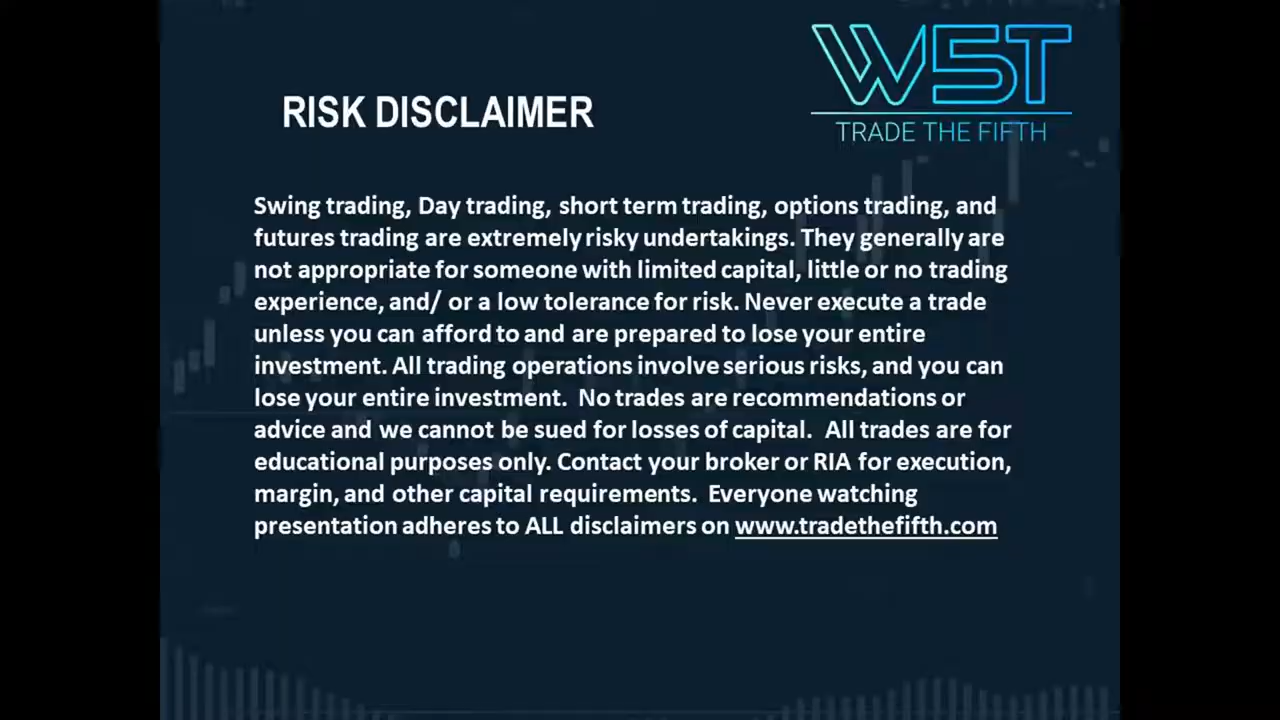 W5T
TRADE THE FIFTH
RISK DISCLAIMER
Swing trading, Day trading, short term trading, options trading, and
futures trading are extremely risky undertakings. They generally are
not appropriate for someone with limited capital, little or no trading
experience, and/ or a low tolerance for risk. Never execute a trade
unless you can afford to and are prepared to lose your entire
investment. All trading operations involve serious risks, and you can
lose your entire investment.  No trades are recommendations or
advice and we cannot be sued for losses of capital.  All trades are for
educational purposes only. Contact your broker or RIA for execution,
margin, and other capital requirements.  Everyone watching
presentation adheres to ALL disclaimers on www.tradethefifth.com